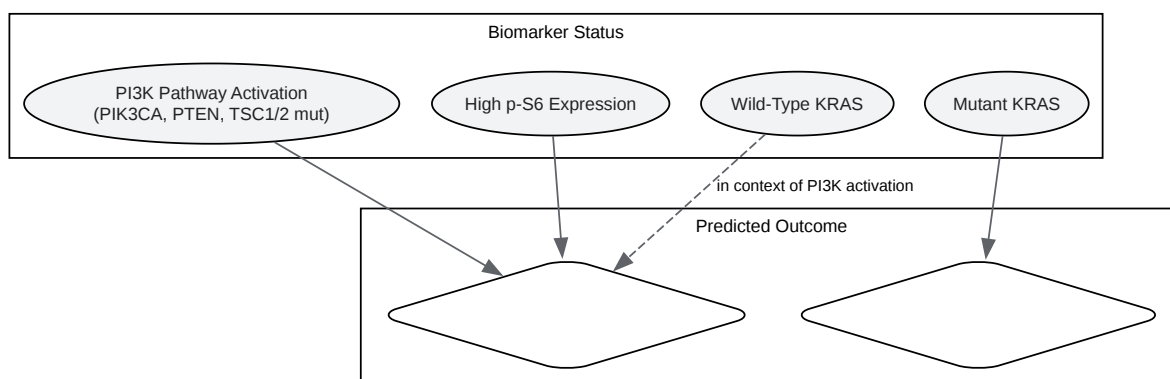 Biomarker Status
PI3K Pathway Activation
(PIK3CA, PTEN, TSC1/2 mut)
High p-S6 Expression
Wild-Type KRAS
Mutant KRAS
in context of PI3K activation
Predicted Outcome